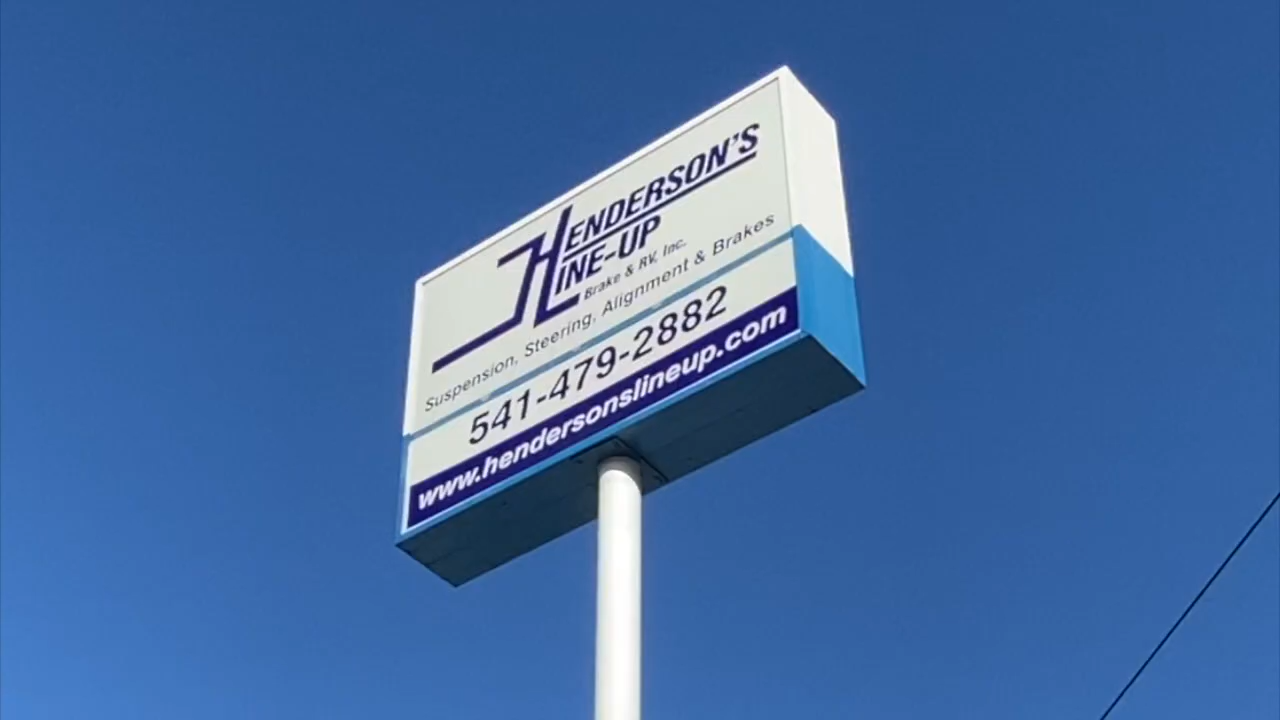 HENDERSON'S
LINE-UP
Brake & RV, Inc.
Suspension, Steering, Alignment & Brakes
541-479-2882
www.hendersonslineup.com